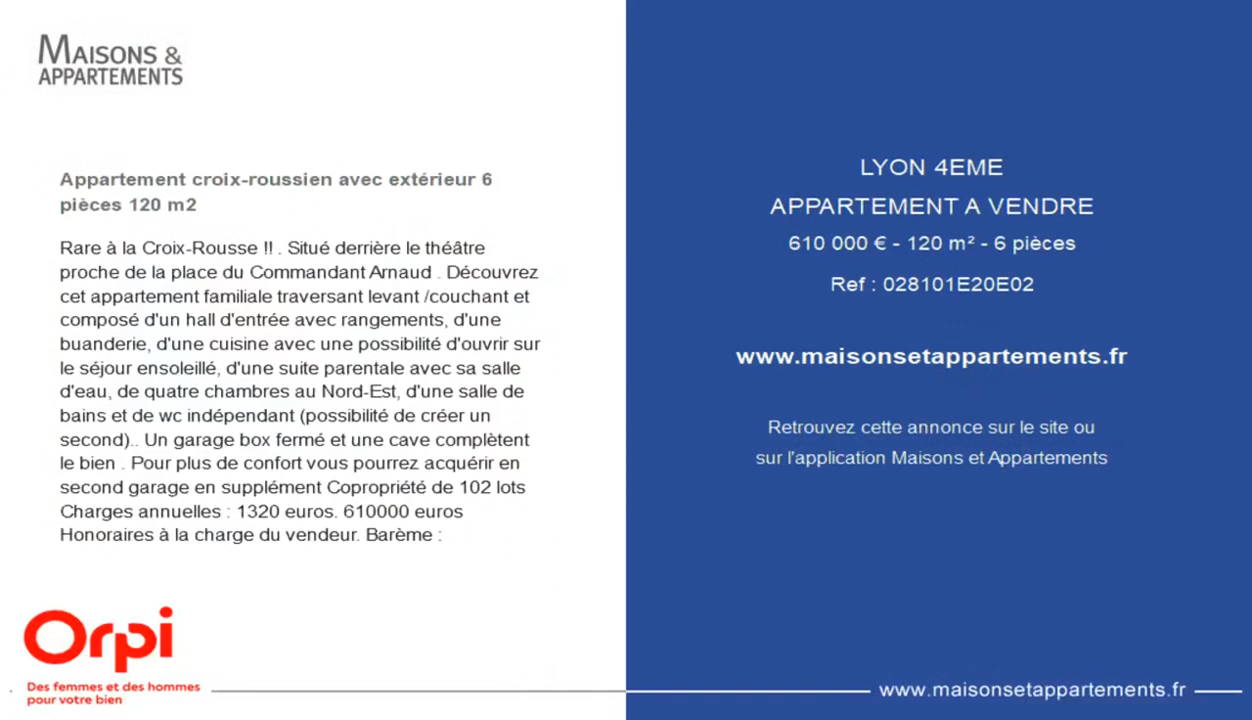 MAISONS &
APPARTEMENTS
Appartement croix-roussien avec extérieur 6
pièces 120 m2
Rare à la Croix-Rousse !! . Situé derrière le théâtre
proche de la place du Commandant Arnaud . Découvrez
cet appartement familiale traversant levant /couchant et
composé d'un hall d'entrée avec rangements, d'une
buanderie, d'une cuisine avec une possibilité d'ouvrir sur
le séjour ensoleillé, d'une suite parentale avec sa salle
d'eau, de quatre chambres au Nord-Est, d'une salle de
bains et de wc indépendant (possibilité de créer un
second).. Un garage box fermé et une cave complètent
le bien . Pour plus de confort vous pourrez acquérir en
second garage en supplément Copropriété de 102 lots
Charges annuelles : 1320 euros. 610000 euros
Honoraires à la charge du vendeur. Barème :
Orpi
Des femmes et des hommes
pour votre bien
LYON 4EME
APPARTEMENT A VENDRE
610 000 € - 120 m² - 6 pièces
Ref : 028101E20E02
www.maisonsetappartements.fr
Retrouvez cette annonce sur le site ou
sur l'application Maisons et Appartements
www.maisonsetappartements.fr